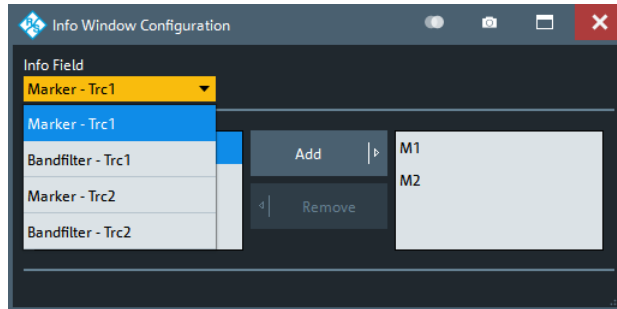 Info Window Configuration
Info Field
Marker - Trc1
Marker - Trc1
Bandfilter - Trc1
Marker - Trc2
Bandfilter - Trc2
Add
Remove
M1
M2